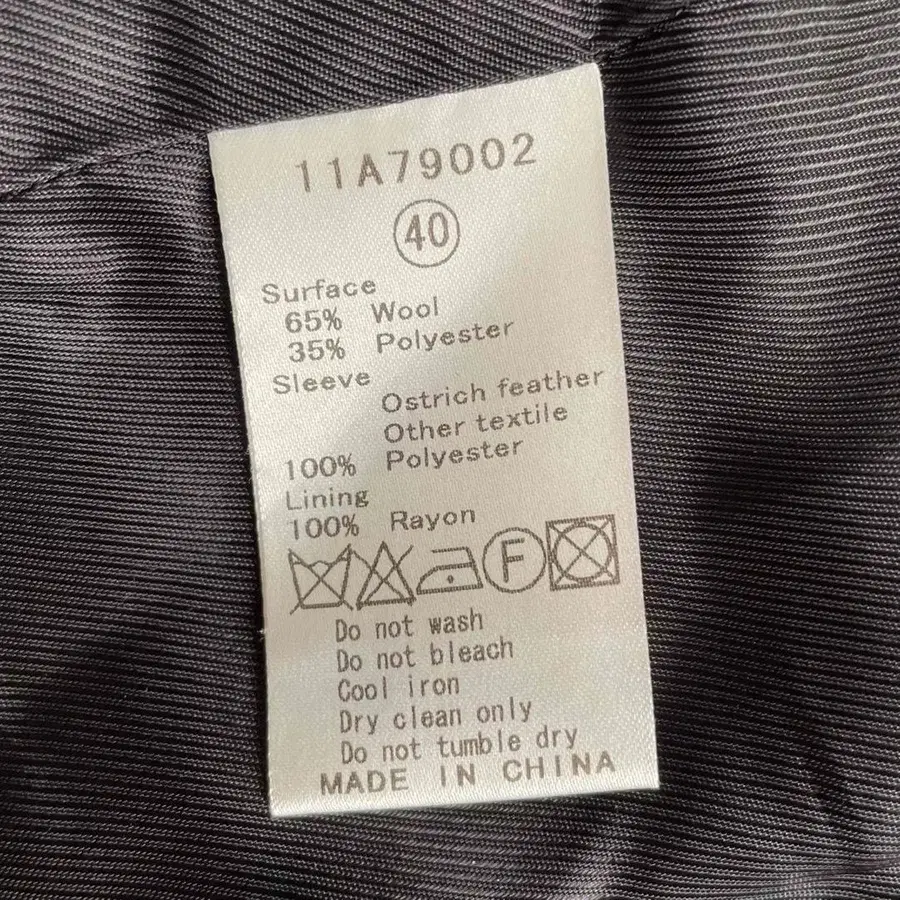 11A79002
40
Surface
65% Wool
35% Polyester
Sleeve
Ostrich feather
Other textile
100% Polyester
Lining
100% Rayon
F
Do not wash
Do not bleach
Cool iron
Dry clean only
Do not tumble dry
MADE IN CHINA